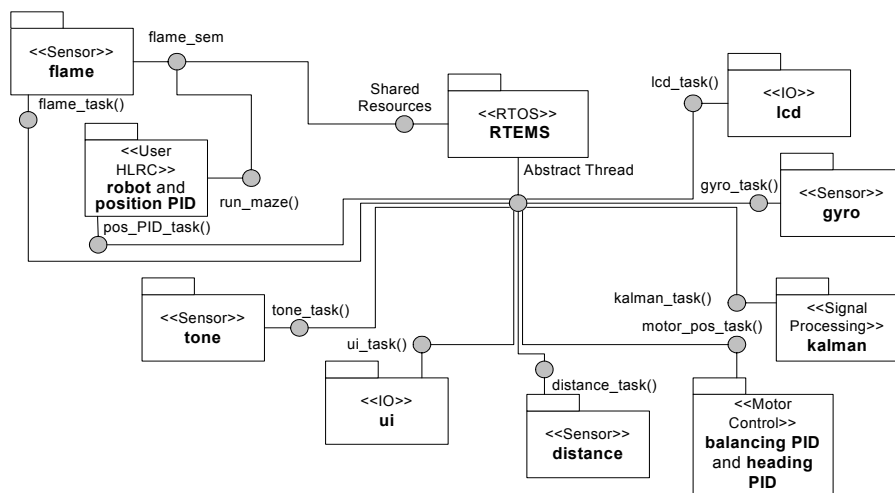 flame_sem
<<Sensor>>
flame
flame_task()
Shared
Resources
<<RTOS>>
RTEMS
Abstract Thread
lcd_task()
<<IO>>
lcd
<<User
HLRC>>
robot and
position PID
run_maze()
pos_PID_task()
gyro_task()
<<Sensor>>
gyro
<<Sensor>>
tone
tone_task()
kalman_task()
<<Signal
Processing>>
kalman
ui_task()
<<IO>>
ui
distance_task()
<<Sensor>>
distance
motor_pos_task()
<<Motor
Control>>
balancing PID
and heading
PID